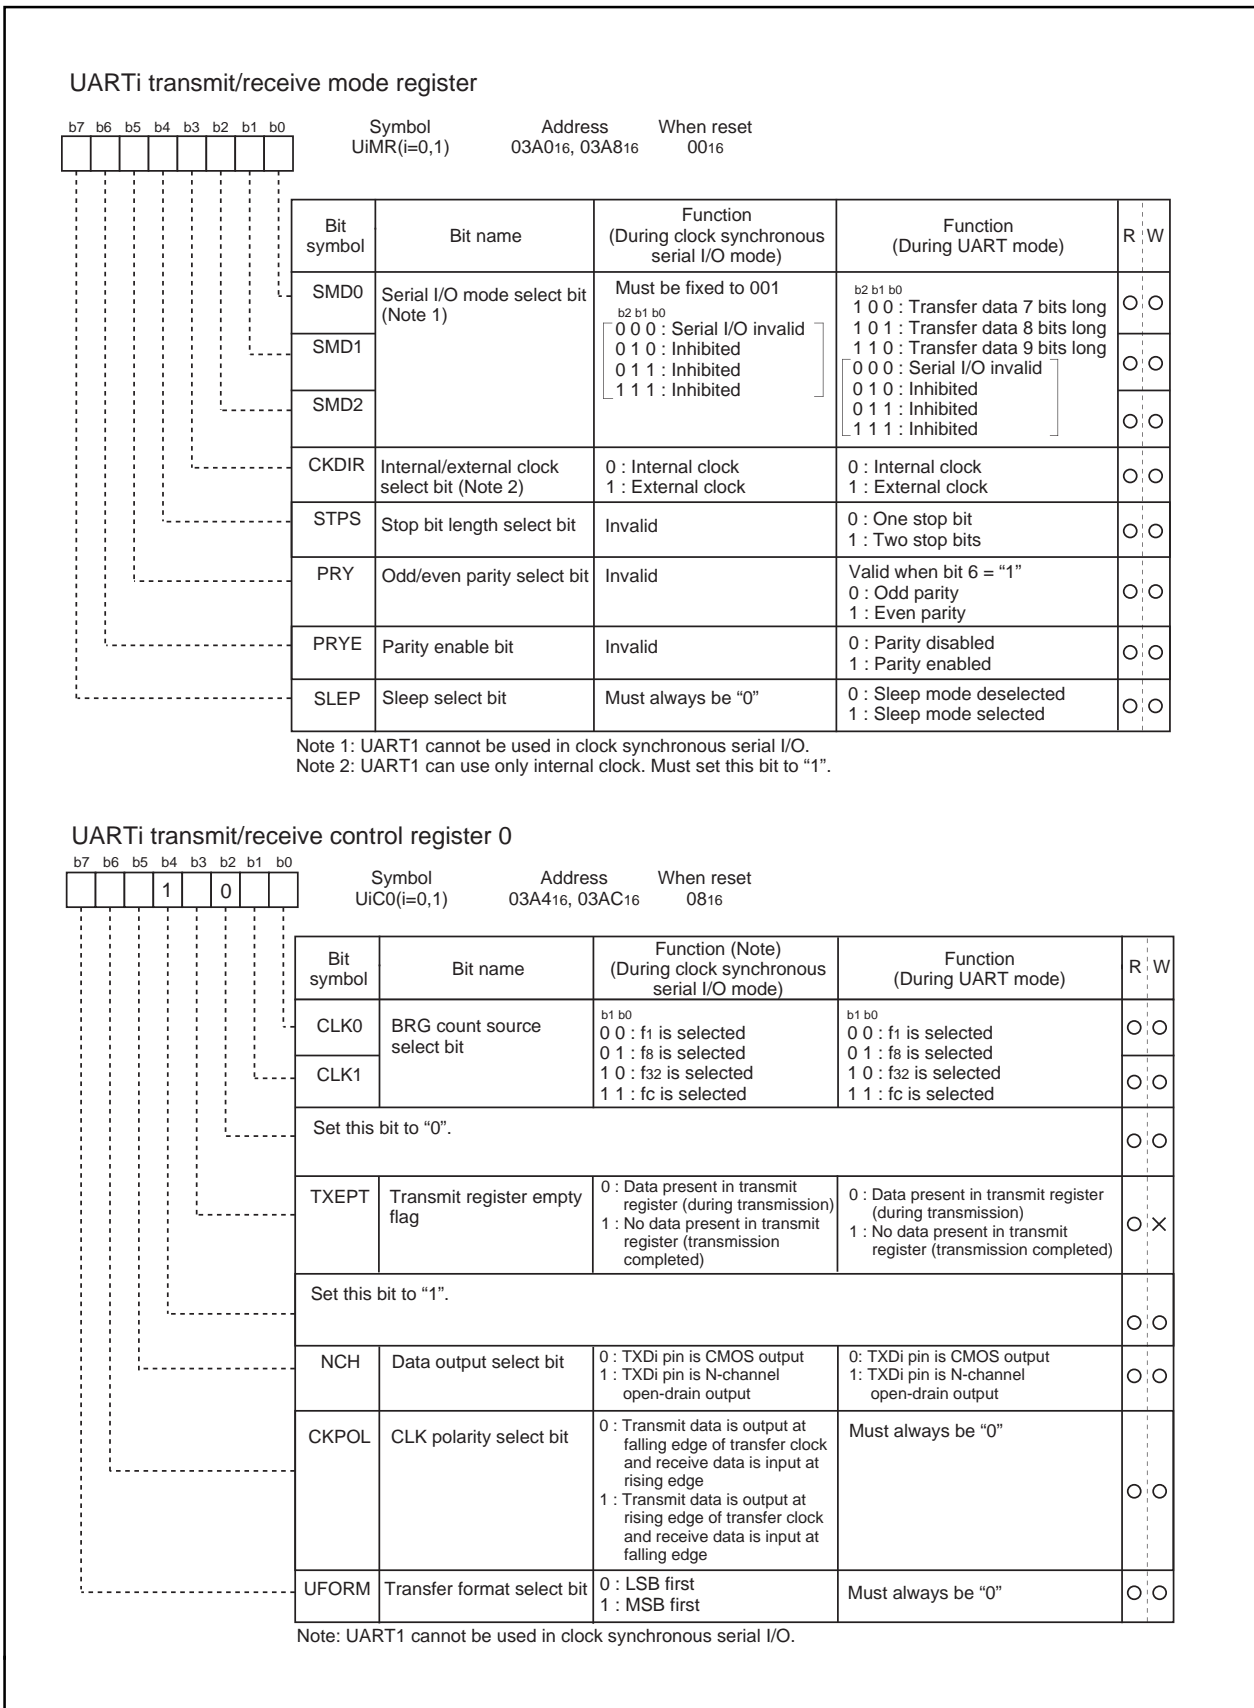 UARTi transmit/receive mode register
b7 b6 b5 b4 b3 b2 b1 b0
Symbol Address When reset
UiMR(i=0,1) 03A016, 03A816 0016
Bit symbol Bit name Function (During clock synchronous serial I/O mode) Function (During UART mode) R W
SMD0 Serial I/O mode select bit (Note 1)
SMD1
SMD2
Must be fixed to 001
b2 b1 b0
0 0 0 : Serial I/O invalid
0 1 0 : Inhibited
0 1 1 : Inhibited
1 1 1 : Inhibited
b2 b1 b0
1 0 0 : Transfer data 7 bits long
1 0 1 : Transfer data 8 bits long
1 1 0 : Transfer data 9 bits long
0 0 0 : Serial I/O invalid
0 1 0 : Inhibited
0 1 1 : Inhibited
1 1 1 : Inhibited
CKDIR Internal/external clock select bit (Note 2)
0 : Internal clock
1 : External clock
0 : Internal clock
1 : External clock
STPS Stop bit length select bit Invalid
0 : One stop bit
1 : Two stop bits
PRY Odd/even parity select bit Invalid
Valid when bit 6 = “1”
0 : Odd parity
1 : Even parity
PRYE Parity enable bit Invalid
0 : Parity disabled
1 : Parity enabled
SLEP Sleep select bit Must always be “0”
0 : Sleep mode deselected
1 : Sleep mode selected
Note 1: UART1 cannot be used in clock synchronous serial I/O.
Note 2: UART1 can use only internal clock. Must set this bit to “1”.
UARTi transmit/receive control register 0
b7 b6 b5 b4 b3 b2 b1 b0
1 0
Symbol Address When reset
UiC0(i=0,1) 03A416, 03AC16 0816
Bit symbol Bit name Function (Note) (During clock synchronous serial I/O mode) Function (During UART mode) R W
CLK0 BRG count source select bit
CLK1
b1 b0
0 0 : f1 is selected
0 1 : f8 is selected
1 0 : f32 is selected
1 1 : fc is selected
b1 b0
0 0 : f1 is selected
0 1 : f8 is selected
1 0 : f32 is selected
1 1 : fc is selected
Set this bit to “0”.
TXEPT Transmit register empty flag
0 : Data present in transmit
register (during transmission)
1 : No data present in transmit
register (transmission
completed)
0 : Data present in transmit register
(during transmission)
1 : No data present in transmit
register (transmission completed)
Set this bit to “1”.
NCH Data output select bit
0 : TXDi pin is CMOS output
1 : TXDi pin is N-channel
open-drain output
0: TXDi pin is CMOS output
1: TXDi pin is N-channel
open-drain output
CKPOL CLK polarity select bit
0 : Transmit data is output at
falling edge of transfer clock
and receive data is input at
rising edge
1 : Transmit data is output at
rising edge of transfer clock
and receive data is input at
falling edge
Must always be “0”
UFORM Transfer format select bit
0 : LSB first
1 : MSB first
Must always be “0”
Note: UART1 cannot be used in clock synchronous serial I/O.